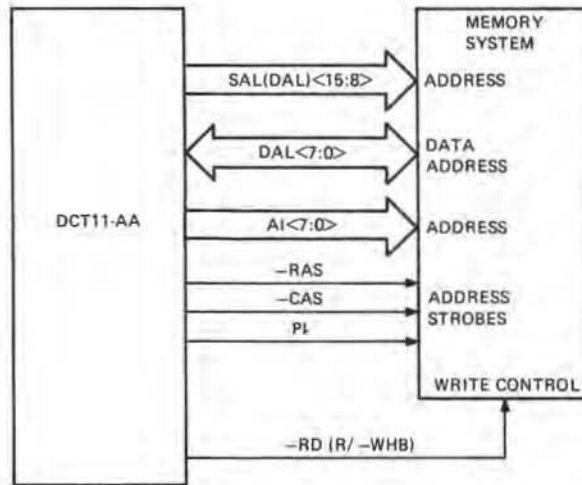 MEMORY
SYSTEM
SAL(DAL)<15:8>
ADDRESS
DAL<7:0>
DATA
ADDRESS
DCT11-AA
AI<7:0>
ADDRESS
–RAS
–CAS
ADDRESS
STROBES
PI
WRITE CONTROL
–RD (R/ –WHB)